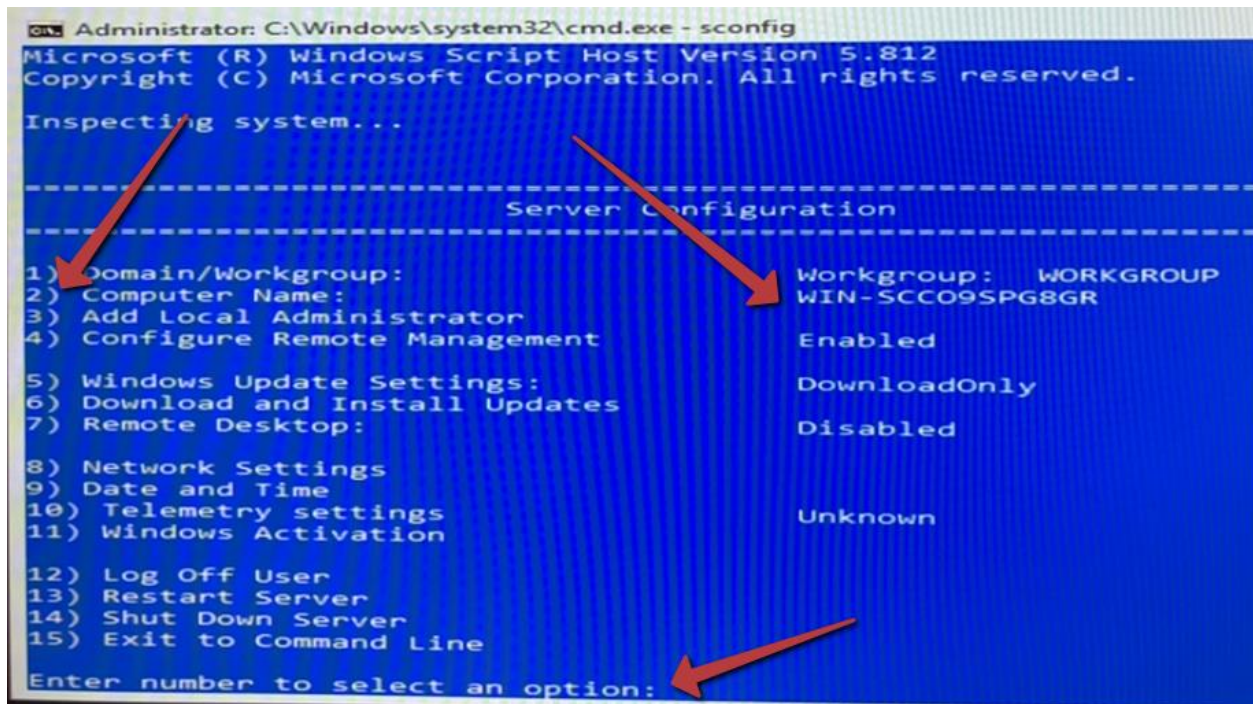 Administrator: C:\Windows\system32\cmd.exe - sconfig
Microsoft (R) Windows Script Host Version 5.812
Copyright (C) Microsoft Corporation. All rights reserved.
Inspecting system...
===============================================================================
Server Configuration
===============================================================================
1) Domain/Workgroup: Workgroup: WORKGROUP
2) Computer Name: WIN-SCCO9SPG8GR
3) Add Local Administrator
4) Configure Remote Management Enabled
5) Windows Update Settings: DownloadOnly
6) Download and Install Updates
7) Remote Desktop: Disabled
8) Network Settings
9) Date and Time
10) Telemetry settings Unknown
11) Windows Activation
12) Log Off User
13) Restart Server
14) Shut Down Server
15) Exit to Command Line
Enter number to select an option: